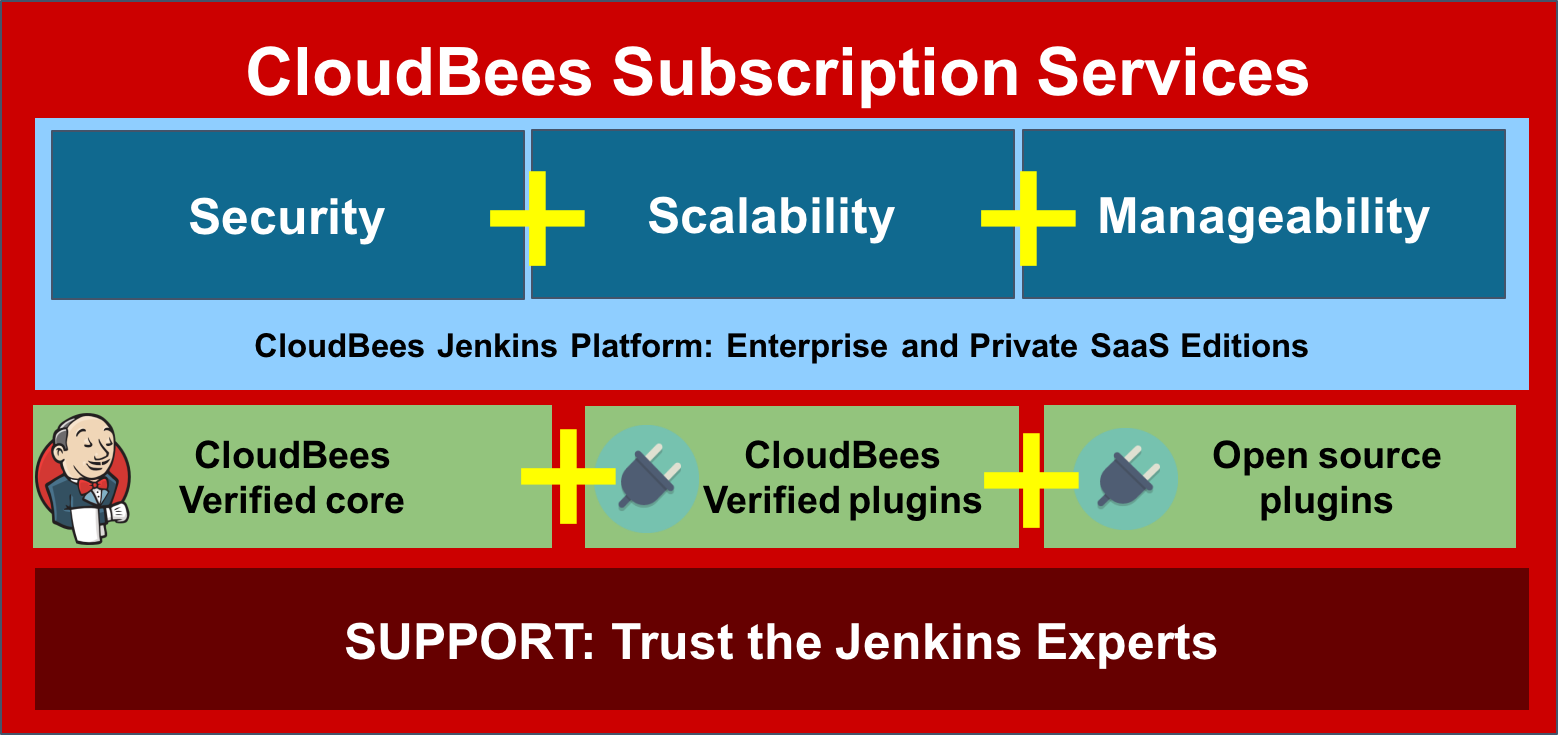 CloudBees Subscription Services
Security
Scalability
Manageability
CloudBees Jenkins Platform: Enterprise and Private SaaS Editions
CloudBees
Verified core
CloudBees
Verified plugins
Open source
plugins
SUPPORT: Trust the Jenkins Experts